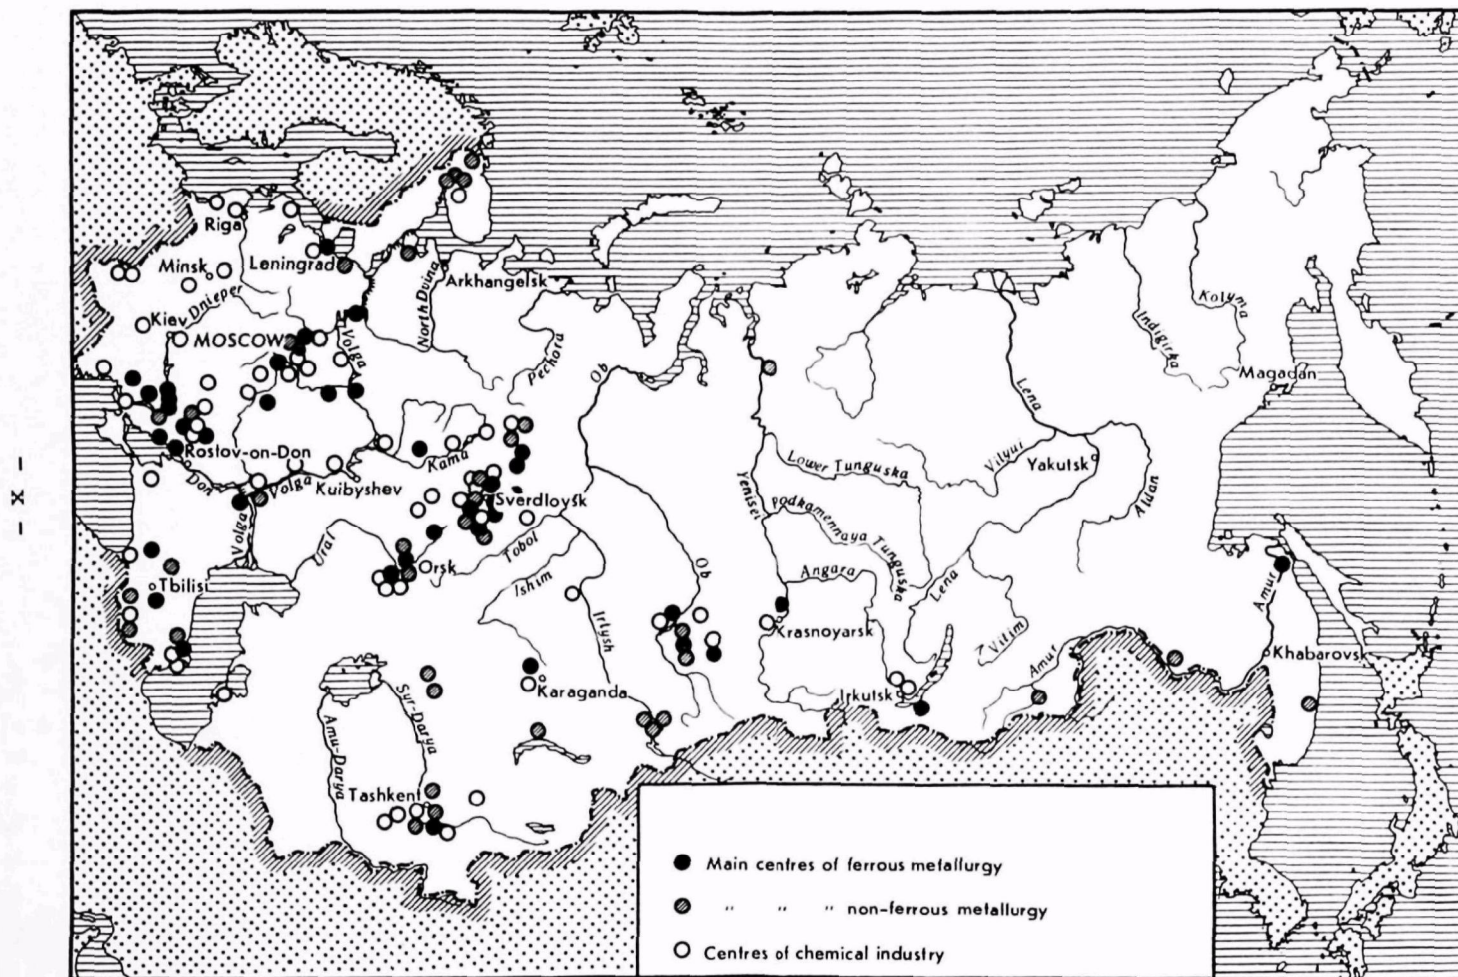 - x -
Riga
Minsk
Leningrad
Arkhangelsk
North Dvina
Dnieper
Kiev
MOSCOW
Volga
Pechora
Ob
Kolyma
Indigirka
Magadan
Lena
Vilyui
Yakutsk
Aldan
Lower Tunguska
Yenisei
Podkamennaya Tunguska
Kama
Rostov-on-Don
Don
Volga
Kuibyshev
Sverdlovsk
Volga
Ural
Orsk
Tobol
Ishim
Irtysh
Ob
Angara
Lena
Krasnoyarsk
Vitim
Amur
Amur
Khabarovsk
Tbilisi
Karaganda
Irkutsk
Sur-Darya
Amu-Darya
Tashkent
Main centres of ferrous metallurgy
" " " non-ferrous metallurgy
Centres of chemical industry